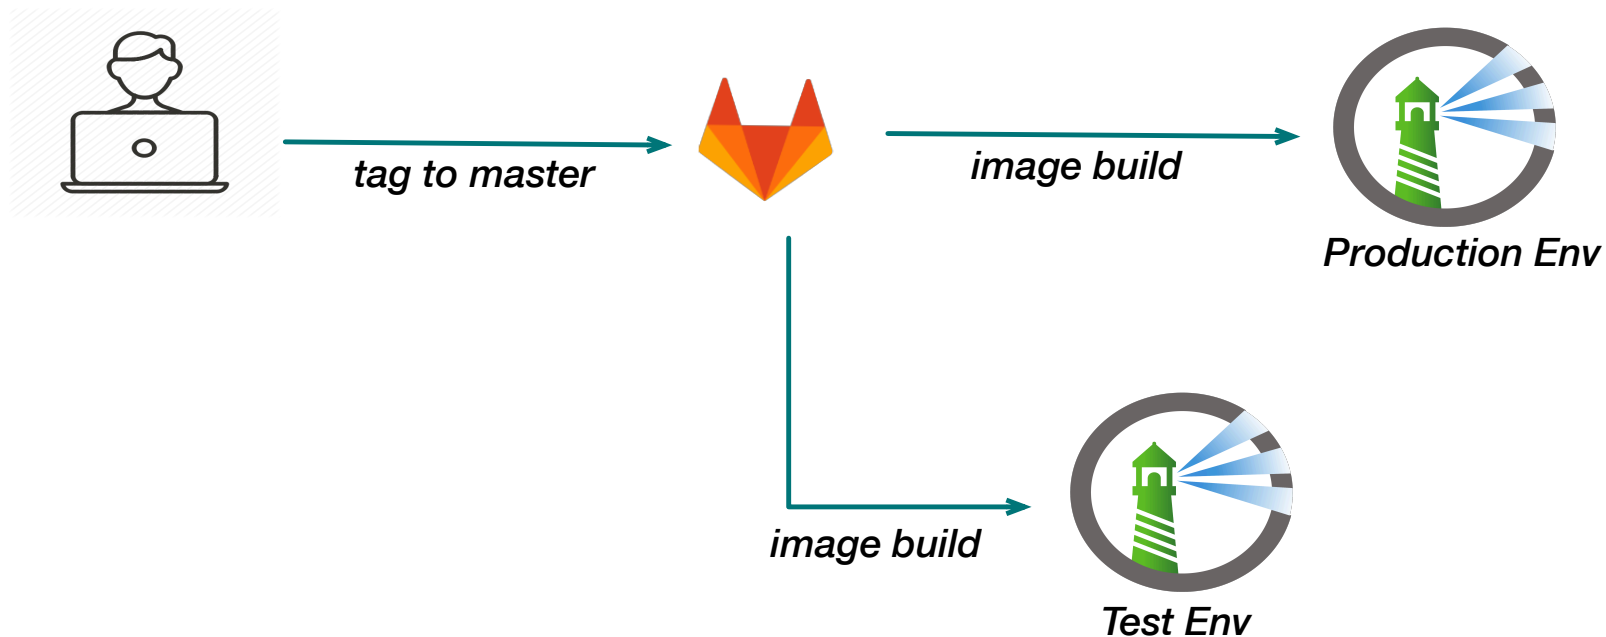 tag to master
image build
Production Env
image build
Test Env